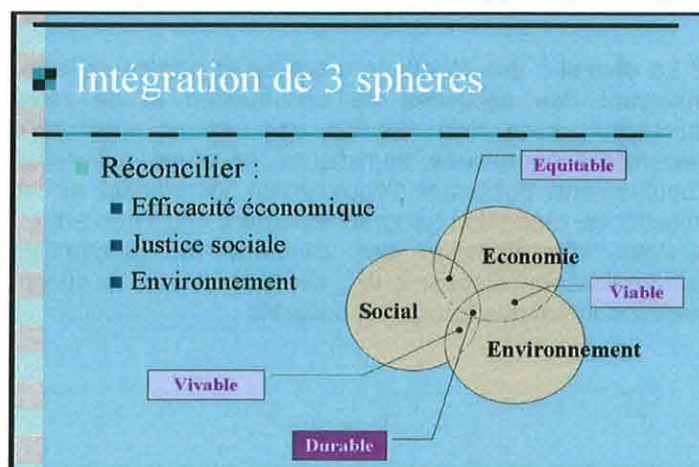 Intégration de 3 sphères
Réconcilier :
Efficacité économique
Justice sociale
Environnement
Equitable
Economie
Viable
Social
Environnement
Vivable
Durable